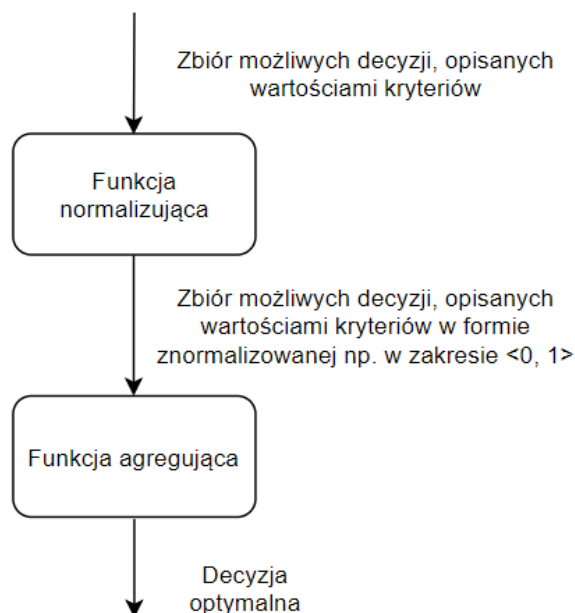 Zbiór możliwych decyzji, opisanych
wartościami kryteriów
Funkcja
normalizująca
Zbiór możliwych decyzji, opisanych
wartościami kryteriów w formie
znormalizowanej np. w zakresie <0, 1>
Funkcja agregująca
Decyzja
optymalna